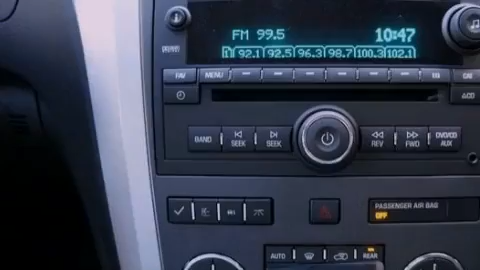 FM 99.5 10:47
1 92.1 92.5 96.3 98.7 100.3 102.1
FAV MENU CAT
BAND SEEK SEEK REV FWD DVD/CD AUX
PASSENGER AIR BAG
OFF
AUTO REAR